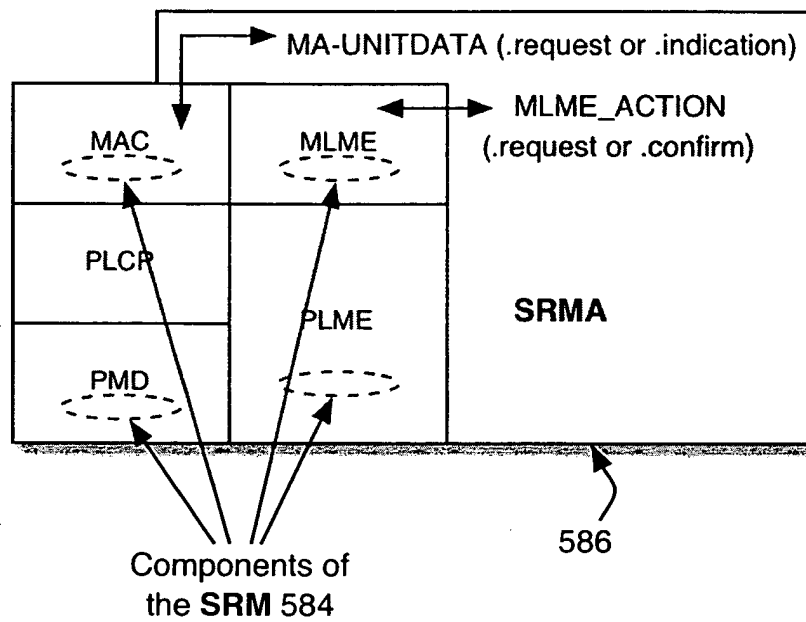 MA-UNITDATA (.request or .indication)
MLME_ACTION
(.request or .confirm)
MAC
MLME
PLCP
PLME
SRMA
PMD
586
Components of
the SRM 584